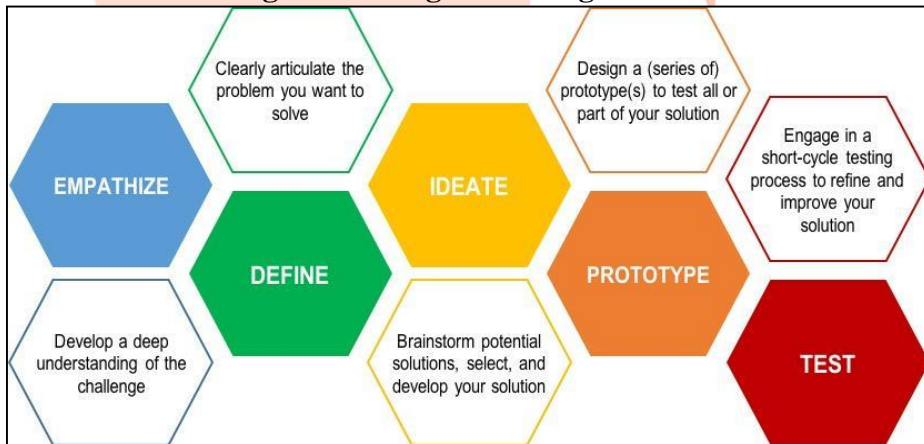 Clearly articulate the
problem you want to
solve
Design a (series of)
prototype(s) to test all or
part of your solution
Engage in a
short-cycle testing
process to refine and
improve your
solution
EMPATHIZE
IDEATE
DEFINE
PROTOTYPE
Develop a deep
understanding of the
challenge
Brainstorm potential
solutions, select, and
develop your solution
TEST